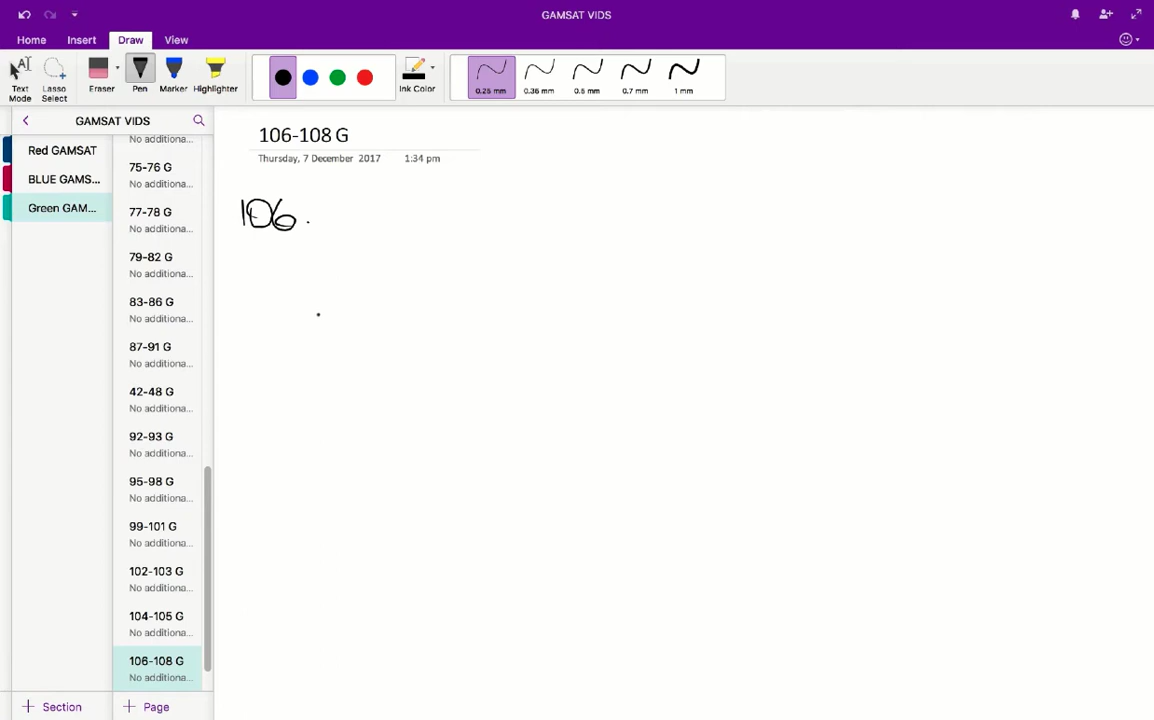 GAMSAT VIDS
Home Insert Draw View
Text Mode
Lasso Select
Eraser
Pen
Marker
Highlighter
Ink Color
0.25 mm
0.35 mm
0.5 mm
0.7 mm
1 mm
GAMSAT VIDS
Red GAMSAT
BLUE GAMS...
Green GAM...
No additiona...
75-76 G
No additiona...
77-78 G
No additiona...
79-82 G
No additiona...
83-86 G
No additiona...
87-91 G
No additiona...
42-48 G
No additiona...
92-93 G
No additiona...
95-98 G
No additiona...
99-101 G
No additiona...
102-103 G
No additiona...
104-105 G
No additiona...
106-108 G
No additiona...
+ Section
+ Page
106-108 G
Thursday, 7 December 2017 1:34 pm
106.